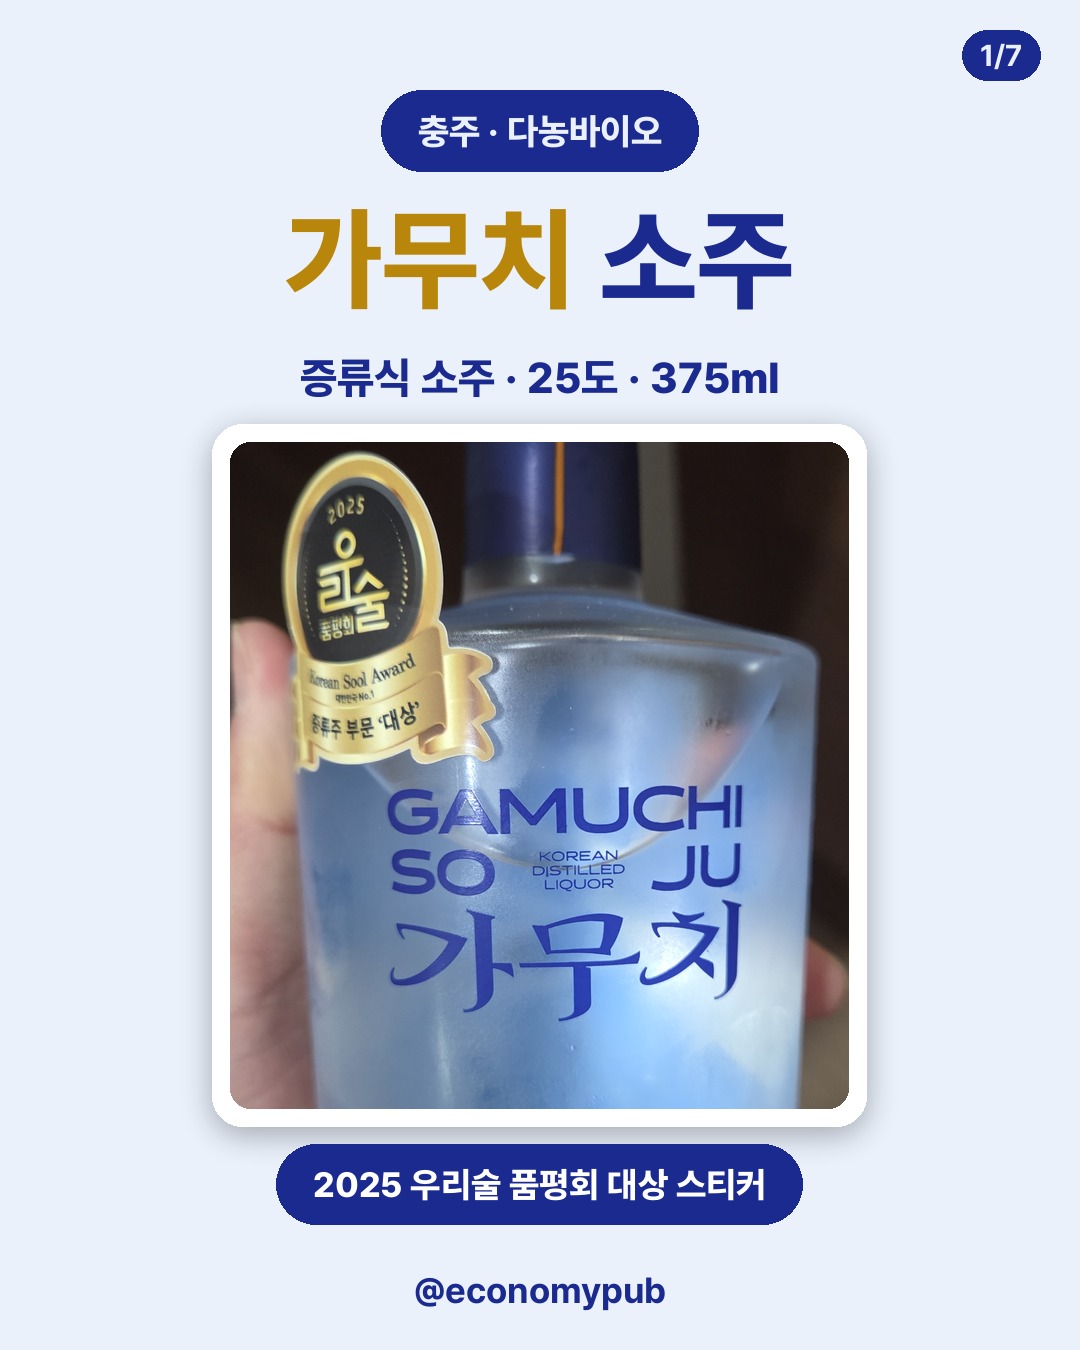 1/7
충주 · 다농바이오
가무치 소주
증류식 소주 · 25도 · 375ml
2025
우리술
품평회
Korean Sool Award
대한민국 No.1
증류주 부문 ‘대상’
GAMUCHI
SO JU
KOREAN
DISTILLED
LIQUOR
가무치
2025 우리술 품평회 대상 스티커
@economypub